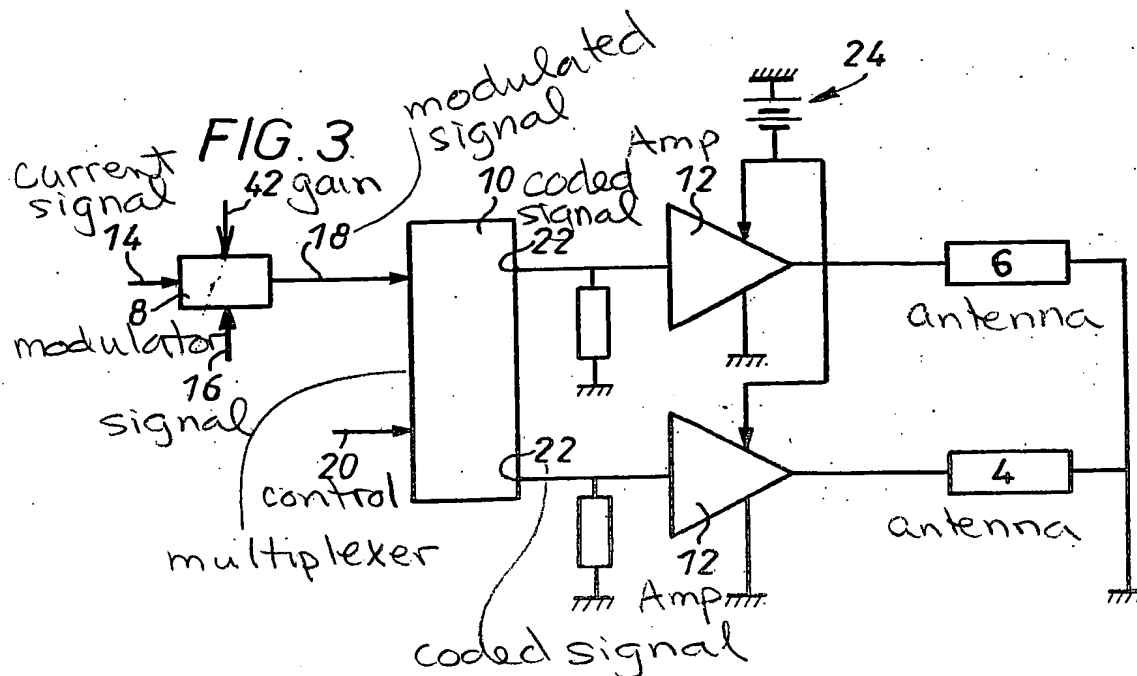 modulated
signal
24
FIG. 3
Amp
12
current
signal
42 gain
10 coded
signal
22
14
18
8
6
antenna
modulator
16
signal
20
control
22
4
antenna
12
Amp
multiplexer
coded signal